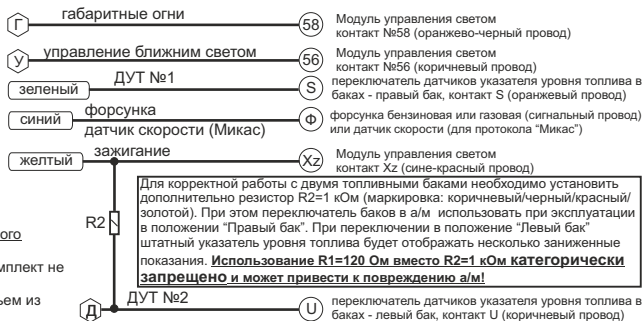 Г габаритные огни 58 Модуль управления светом
контакт №58 (оранжево-черный провод)
У управление ближним светом 56 Модуль управления светом
контакт №56 (коричневый провод)
зеленый ДУТ №1 S переключатель датчиков указателя уровня топлива в
баках - правый бак, контакт S (оранжевый провод)
синий форсунка Ф форсунка бензиновая или газовая (сигнальный провод)
датчик скорости (Микас) или датчик скорости (для протокола “Микас”)
желтый зажигание Xz Модуль управления светом
контакт Xz (сине-красный провод)
Для корректной работы с двумя топливными баками необходимо установить
дополнительно резистор R2=1 кОм (маркировка: коричневый/черный/красный/
золотой). При этом переключатель баков в а/м использовать при эксплуатации
в положении “Правый бак”. При переключении в положение “Левый бак”
штатный указатель уровня топлива будет отображать несколько заниженные
показания. Использование R1=120 Ом вместо R2=1 кОм категорически
запрещено и может привести к повреждению а/м!
R2
ого
мплект не
ьем из
Д ДУТ №2 U переключатель датчиков указателя уровня топлива в
баках - левый бак, контакт U (коричневый провод)